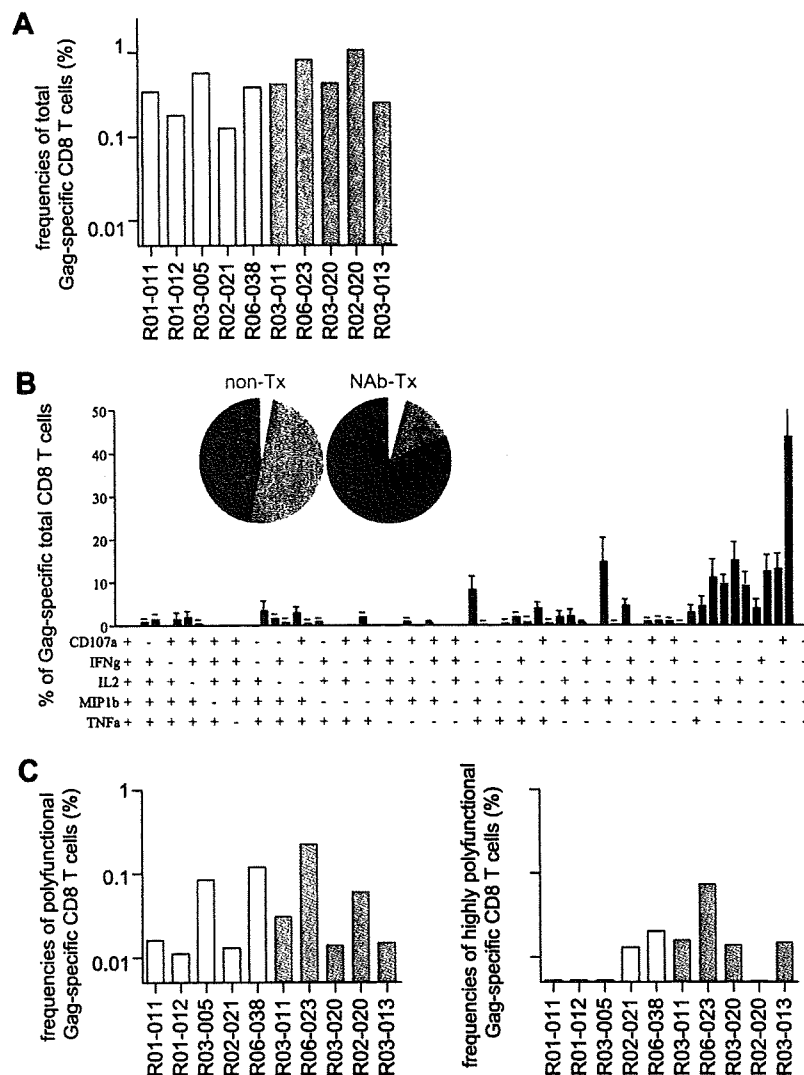 A
frequencies of total
Gag-specific CD8 T cells (%)
1
0.1
0.01
R01-011
R01-012
R03-005
R02-021
R06-038
R03-011
R06-023
R03-020
R02-020
R03-013
B
non-Tx
NAb-Tx
% of Gag-specific total CD8 T cells
50
40
30
20
10
0
CD107a
IFNg
IL2
MIP1b
TNFa
C
frequencies of polyfunctional
Gag-specific CD8 T cells (%)
1
0.1
0.01
R01-011
R01-012
R03-005
R02-021
R06-038
R03-011
R06-023
R03-020
R02-020
R03-013
frequencies of highly polyfunctional
Gag-specific CD8 T cells (%)
R01-011
R01-012
R03-005
R02-021
R06-038
R03-011
R06-023
R03-020
R02-020
R03-013